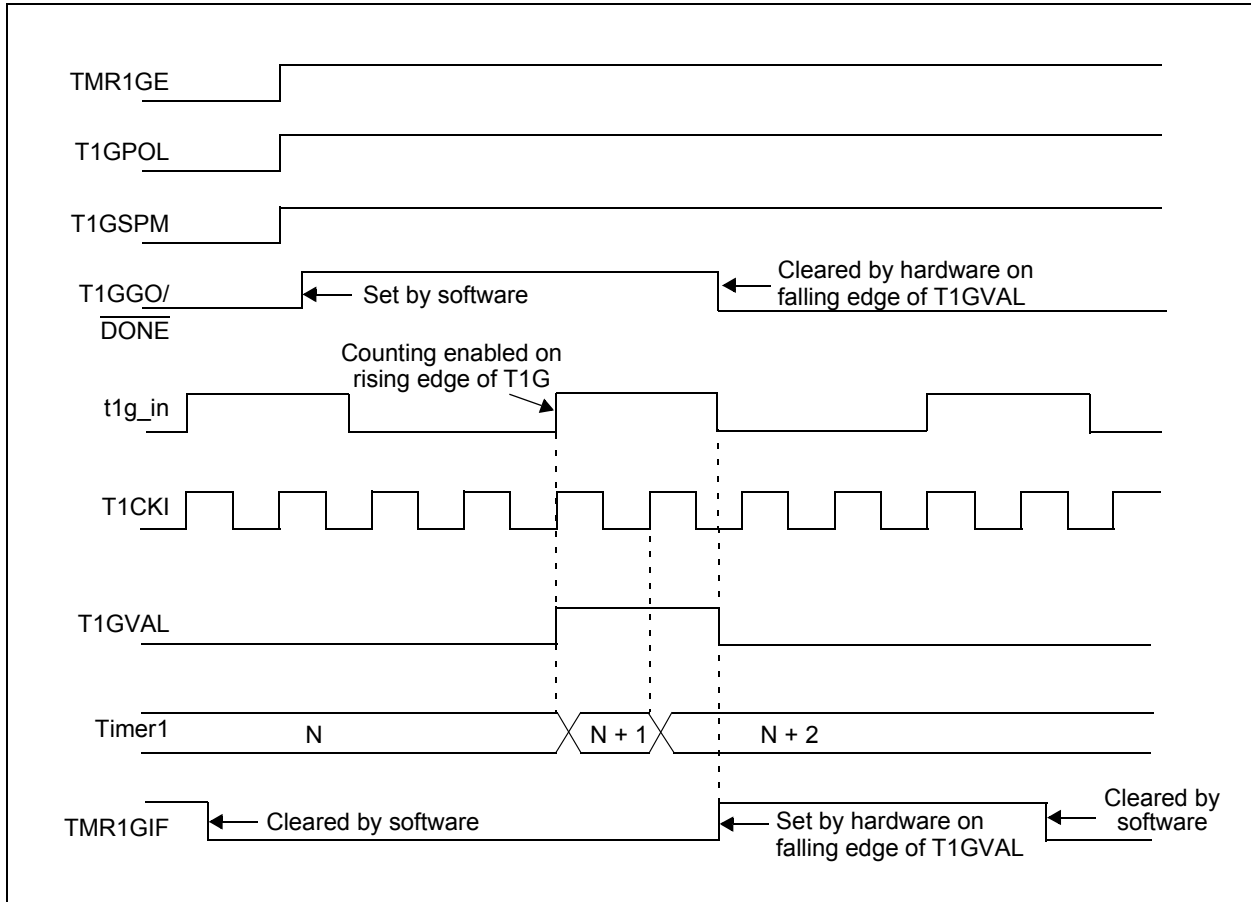 TMR1GE
T1GPOL
T1GSPM
T1GGO/
DONE
Set by software
Cleared by hardware on
falling edge of T1GVAL
Counting enabled on
rising edge of T1G
t1g_in
T1CKI
T1GVAL
Timer1
N
N + 1
N + 2
TMR1GIF
Cleared by software
Set by hardware on
falling edge of T1GVAL
Cleared by
software